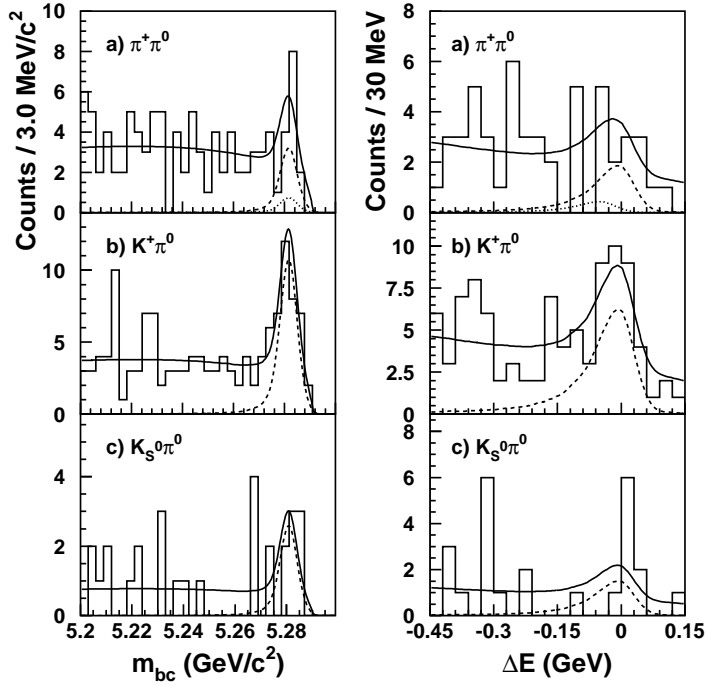 Counts / 3.0 MeV/c²
10
8
6
4
2
0
a) π⁺π⁰
10
5
0
b) K⁺π⁰
4
2
0
c) K_S⁰π⁰
5.2 5.22 5.24 5.26 5.28
m_bc (GeV/c²)
Counts / 30 MeV
8
6
4
2
0
a) π⁺π⁰
10
7.5
5
2.5
b) K⁺π⁰
8
6
4
2
0
c) K_S⁰π⁰
-0.45 -0.3 -0.15 0 0.15
ΔE (GeV)